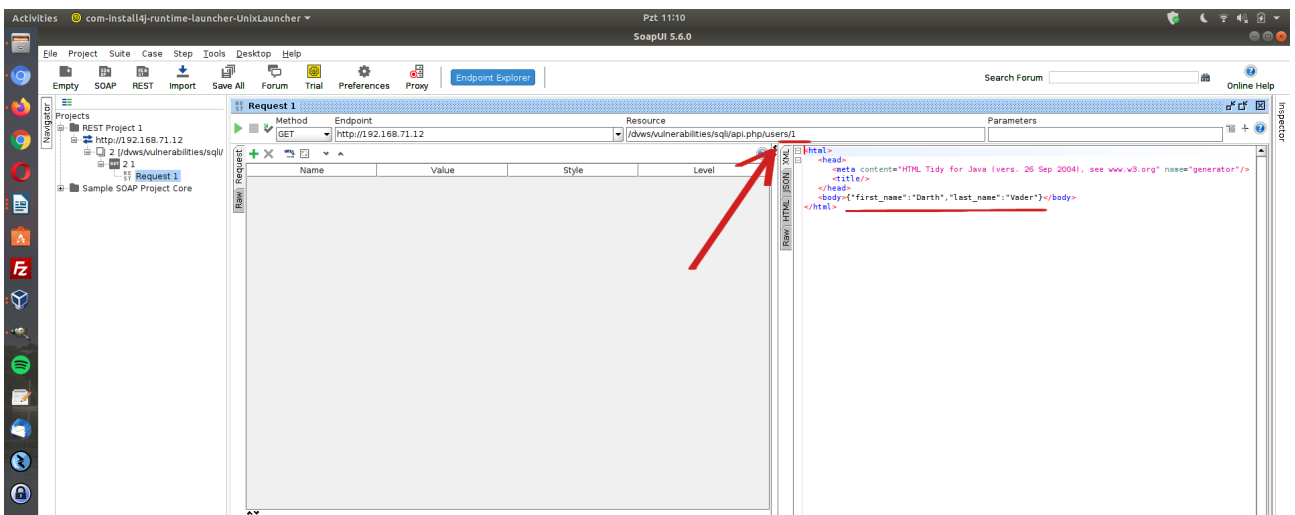 Activities com-install4j-runtime-launcher-UnixLauncher Pzt 11:10
SoapUI 5.6.0
File Project Suite Case Step Tools Desktop Help
Empty SOAP REST Import Save All Forum Trial Preferences Proxy Endpoint Explorer Search Forum Online Help
Navigator
Projects
REST Project 1
http://192.168.71.12
2 [/dws/vulnerabilities/sqli/
2 1
Request 1
Sample SOAP Project Core
Request 1
Method Endpoint Resource Parameters
GET http://192.168.71.12 /dvws/vulnerabilities/sqli/api.php/users/1
Request
Raw
Name Value Style Level
XML
JSON
HTML
Raw
<html>
<head>
<meta content="HTML Tidy for Java (vers. 26 Sep 2004), see www.w3.org" name="generator"/>
<title/>
</head>
<body>{"first_name":"Darth","last_name":"Vader"}</body>
</html>
Inspector